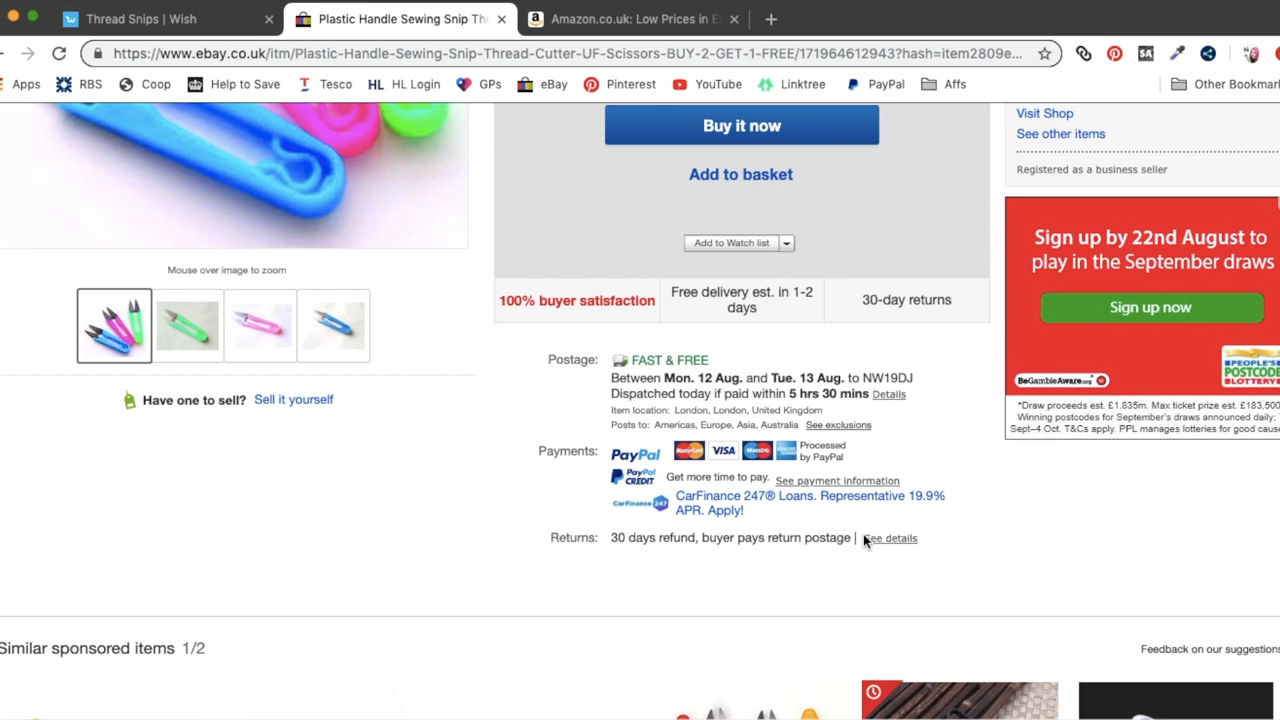 Thread Snips | Wish
Plastic Handle Sewing Snip Thr
Amazon.co.uk: Low Prices in E
https://www.ebay.co.uk/itm/Plastic-Handle-Sewing-Snip-Thread-Cutter-UF-Scissors-BUY-2-GET-1-FREE/171964612943?hash=item2809e...
Apps RBS Coop Help to Save Tesco HL HL Login GPs eBay Pinterest YouTube Linktree PayPal Affs Other Bookmar
Buy it now
Add to basket
Add to Watch list
Mouse over image to zoom
Have one to sell? Sell it yourself
100% buyer satisfaction
Free delivery est. in 1-2
days
30-day returns
Postage: FAST & FREE
Between Mon. 12 Aug. and Tue. 13 Aug. to NW19DJ
Dispatched today if paid within 5 hrs 30 mins Details
Item location: London, London, United Kingdom
Posts to: Americas, Europe, Asia, Australia See exclusions
Payments: PayPal MasterCard VISA Maestro Processed
by PayPal
PayPal
CREDIT Get more time to pay. See payment information
CarFinance 247 CarFinance 247® Loans. Representative 19.9%
APR. Apply!
Returns: 30 days refund, buyer pays return postage | See details
Visit Shop
See other items
Registered as a business seller
Sign up by 22nd August to
play in the September draws
Sign up now
BeGambleAware.org
PEOPLE'S
POSTCODE
LOTTERY
*Draw proceeds est. £1.835m. Max ticket prize est. £183,500
Winning postcodes for September's draws announced daily;
Sept–4 Oct. T&Cs apply. PPL manages lotteries for good cause
Similar sponsored items 1/2
Feedback on our suggestions